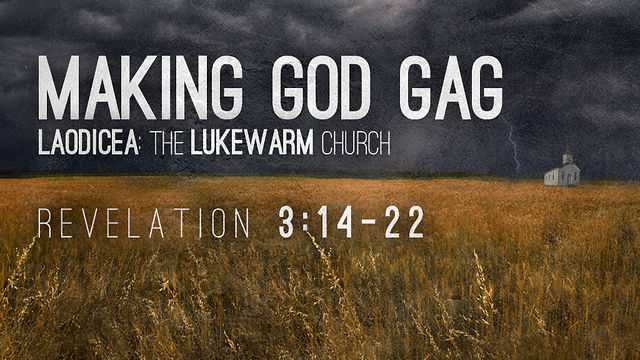 MAKING GOD GAG
LAODICEA: THE LUKEWARM CHURCH
REVELATION 3:14-22